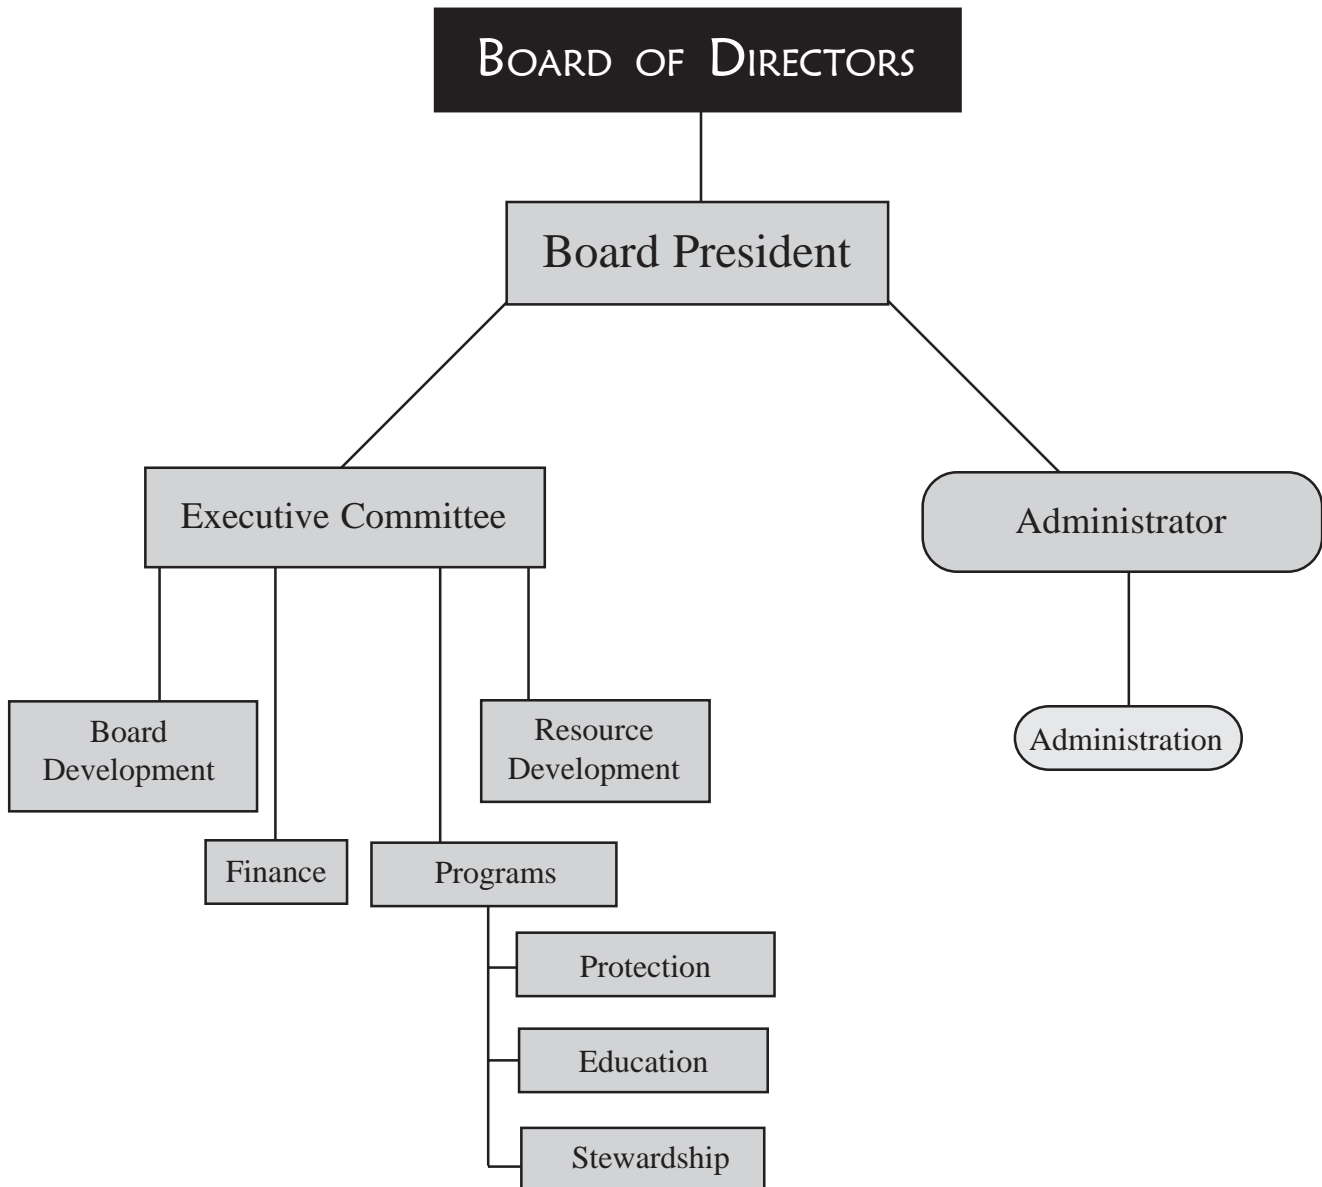 BOARD OF DIRECTORS
Board President
Executive Committee
Administrator
Board
Development
Resource
Development
Administration
Finance
Programs
Protection
Education
Stewardship